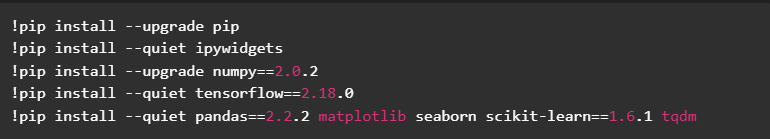 !pip install --upgrade pip
!pip install --quiet ipywidgets
!pip install --upgrade numpy==2.0.2
!pip install --quiet tensorflow==2.18.0
!pip install --quiet pandas==2.2.2 matplotlib seaborn scikit-learn==1.6.1 tqdm